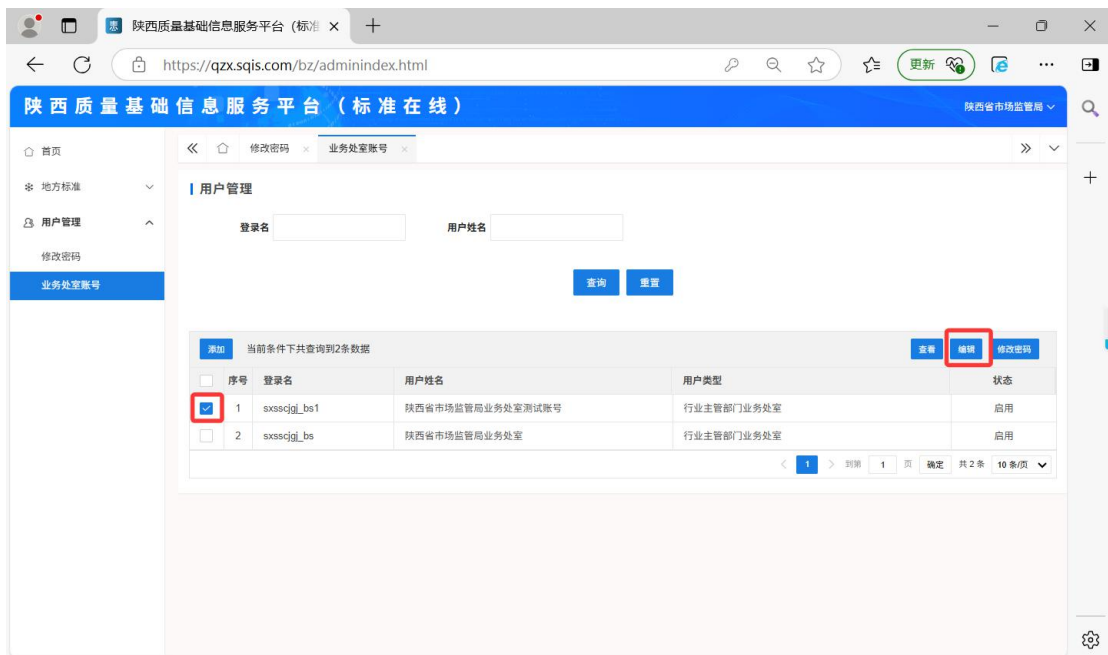 陕西质量基础信息服务平台（标准
https://qzx.sqis.com/bz/adminindex.html
更新
陕西质量基础信息服务平台（标准在线）
陕西省市场监管局
首页
修改密码
业务处室账号
地方标准
用户管理
用户管理
登录名
用户姓名
修改密码
业务处室账号
查询 重置
添加 当前条件下共查询到2条数据 查看 编辑 修改密码
序号 登录名 用户姓名 用户类型 状态
1 sxsscjgj_bs1 陕西省市场监管局业务处室测试账号 行业主管部门业务处室 启用
2 sxsscjgj_bs 陕西省市场监管局业务处室 行业主管部门业务处室 启用
1 到第 1 页 确定 共 2 条 10 条/页